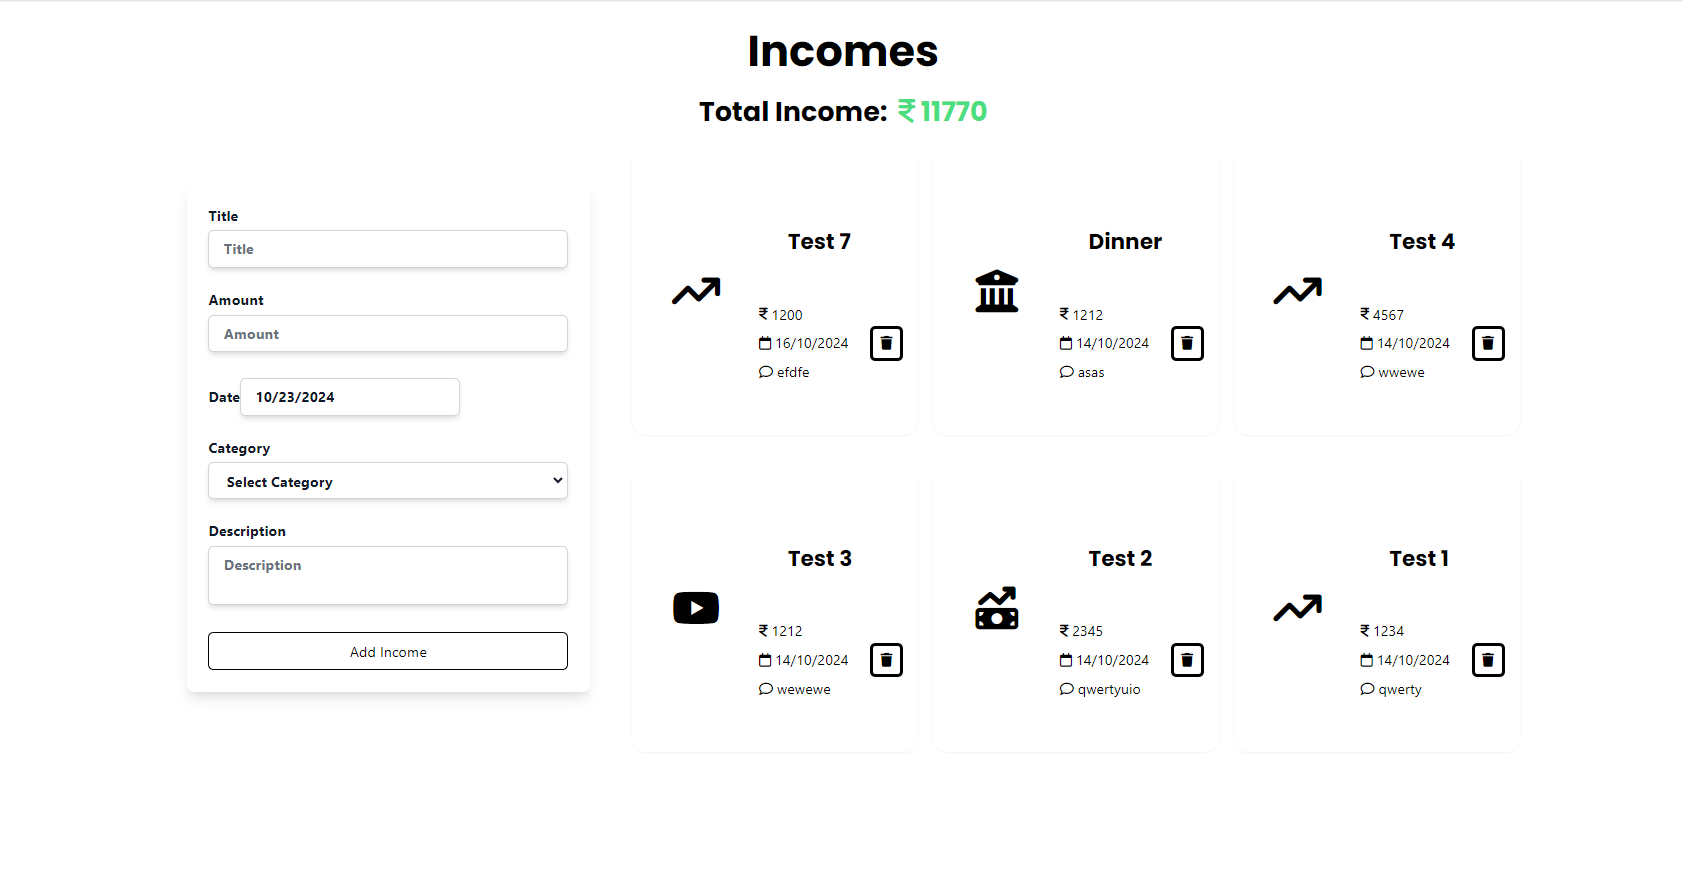 Incomes
Total Income: ₹ 11770
Title
Title
Amount
Amount
Date 10/23/2024
Category
Select Category
Description
Description
Add Income
Test 7
₹ 1200
16/10/2024
efdfe
Dinner
₹ 1212
14/10/2024
asas
Test 4
₹ 4567
14/10/2024
wwewe
Test 3
₹ 1212
14/10/2024
wewewe
Test 2
₹ 2345
14/10/2024
qwertyuio
Test 1
₹ 1234
14/10/2024
qwerty